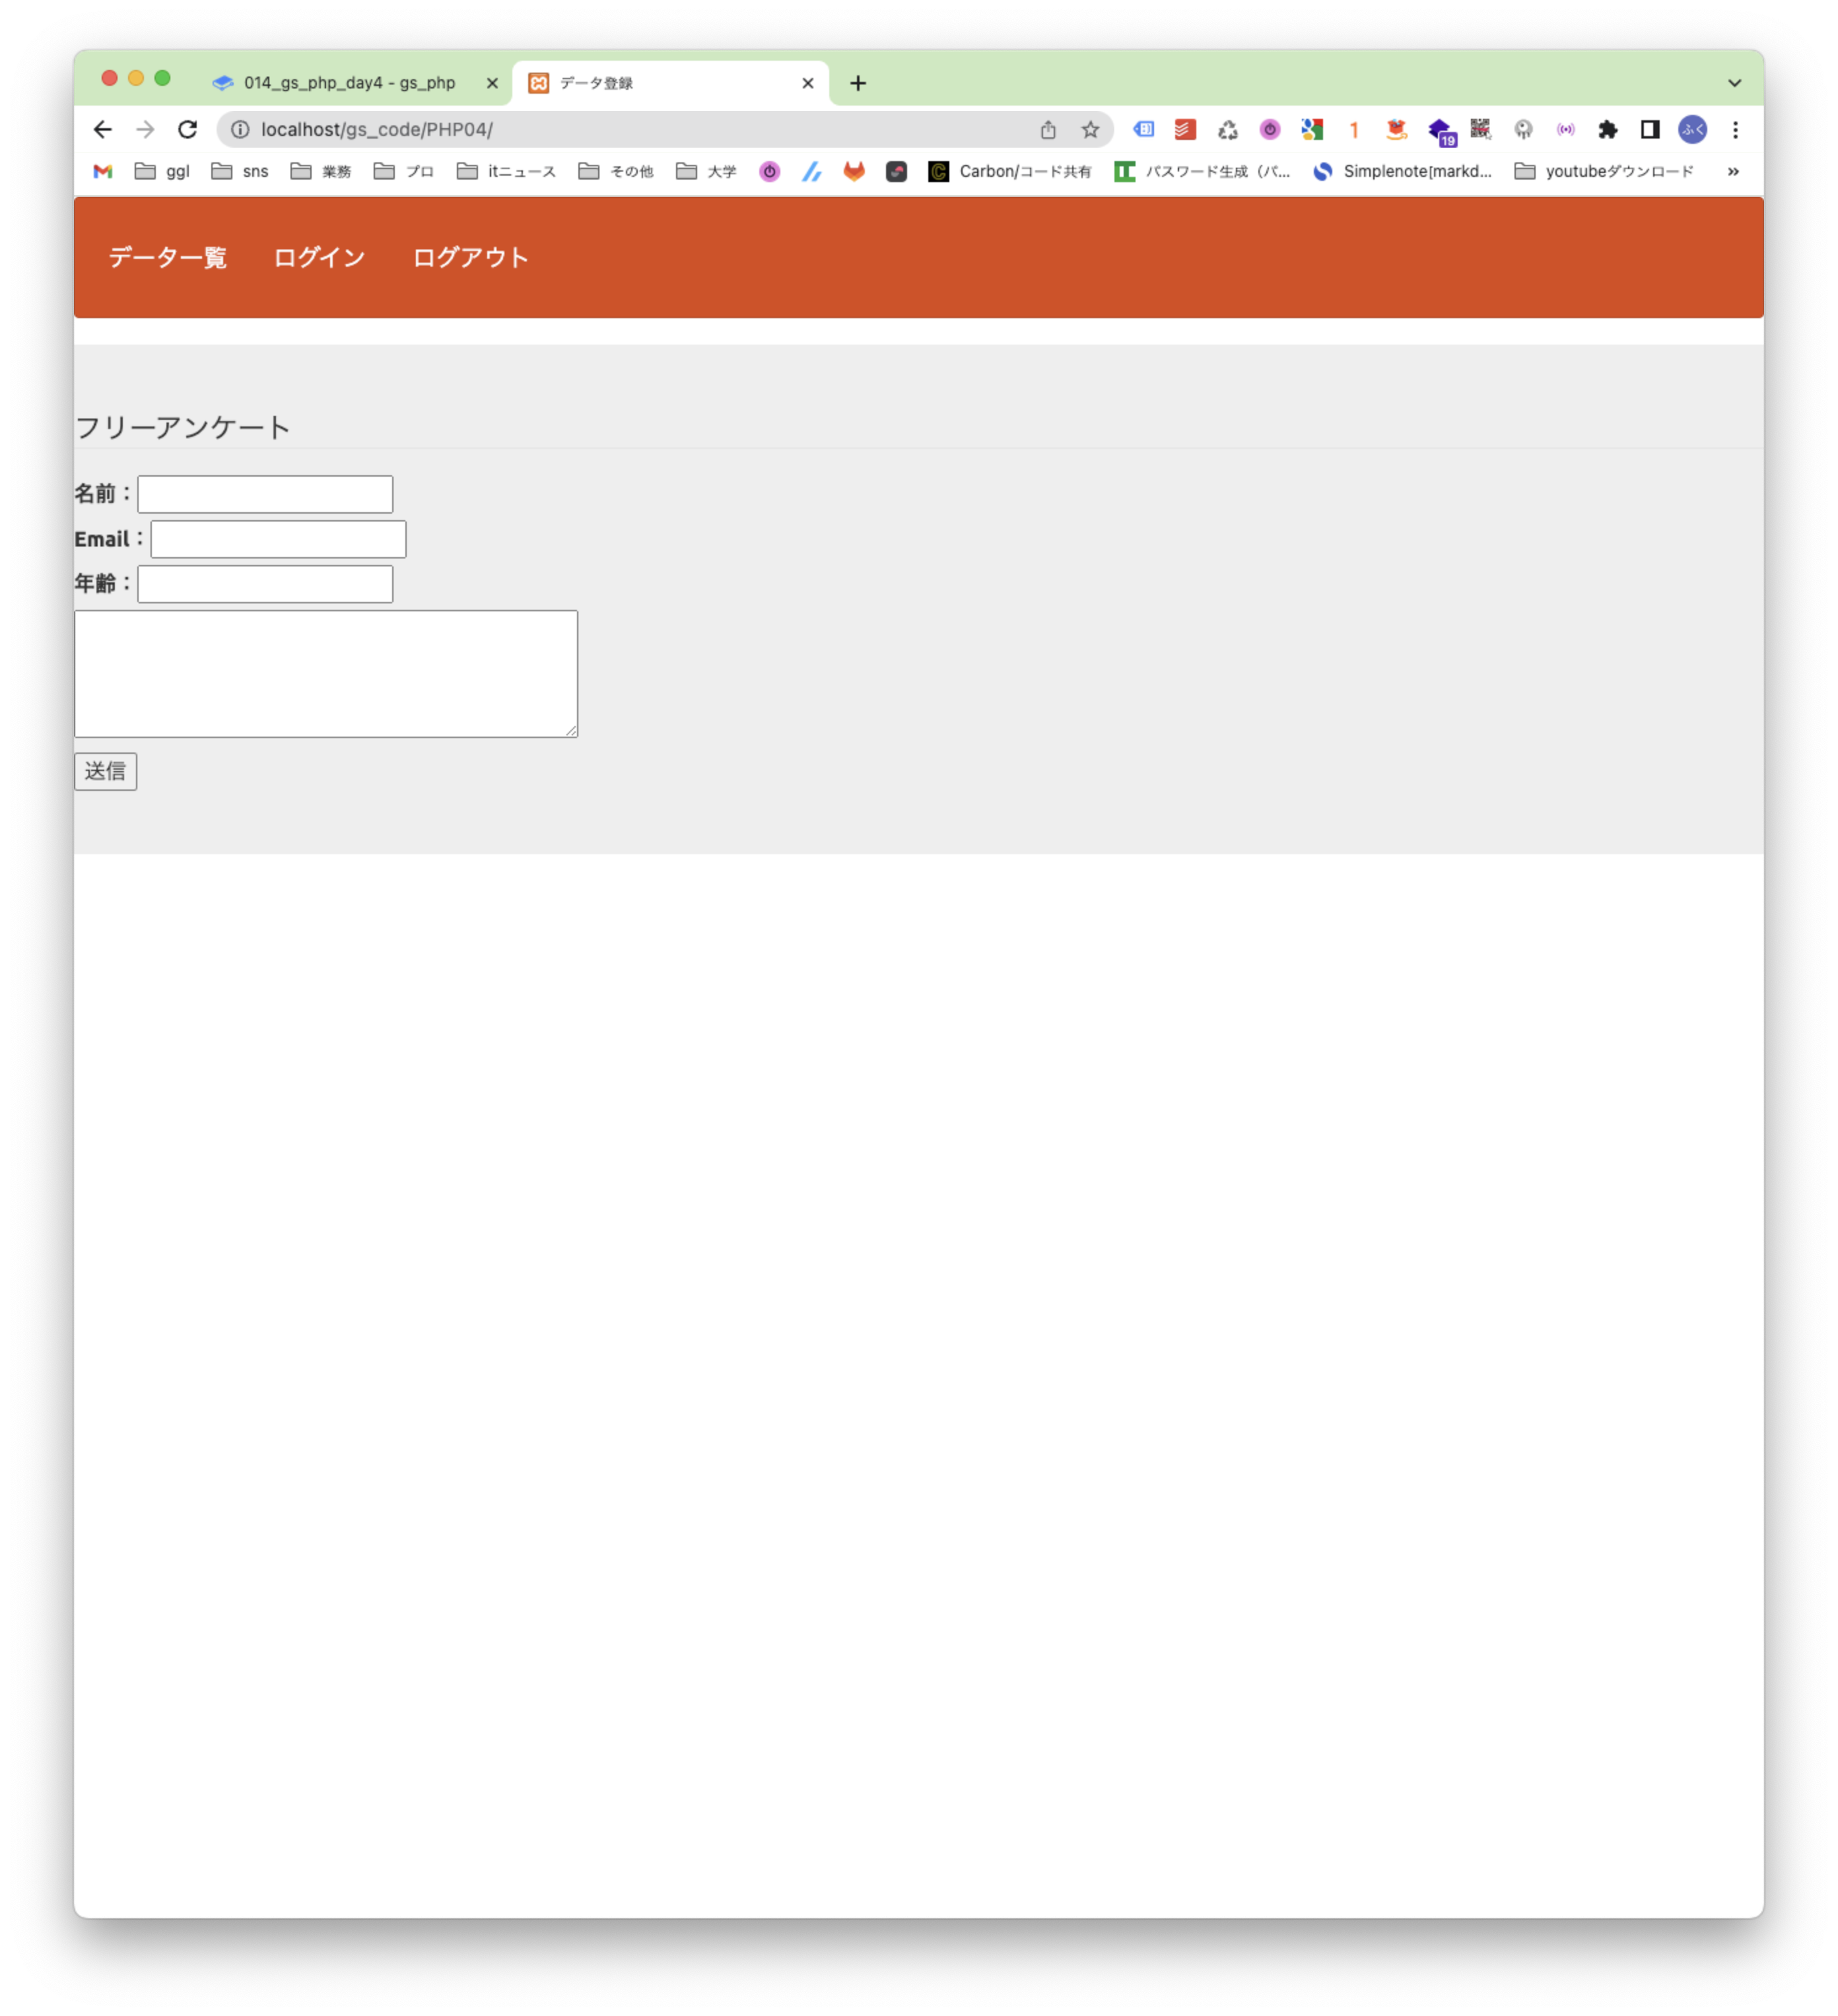 014_gs_php_day4 - gs_php データ登録
localhost/gs_code/PHP04/
1 19 ふく
ggl sns 業務 プロ itニュース その他 大学 Carbon/コード共有 パスワード生成（パ... Simplenote[markd... youtubeダウンロード »
データ一覧 ログイン ログアウト
フリーアンケート
名前：
Email：
年齢：
送信